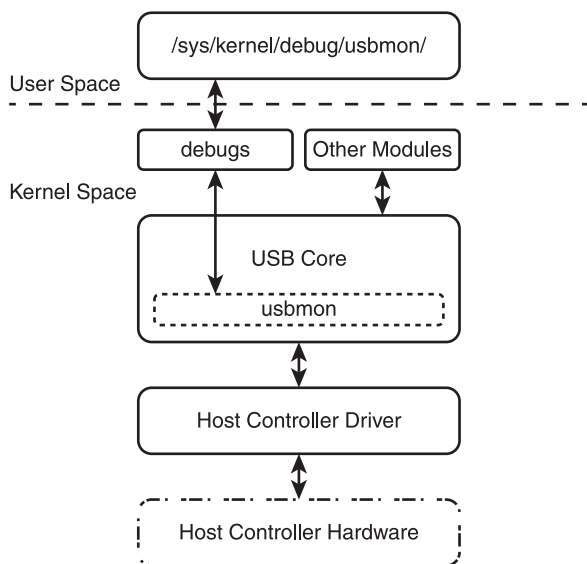 /sys/kernel/debug/usbmon/
User Space
debugs
Other Modules
Kernel Space
USB Core
usbmon
Host Controller Driver
Host Controller Hardware